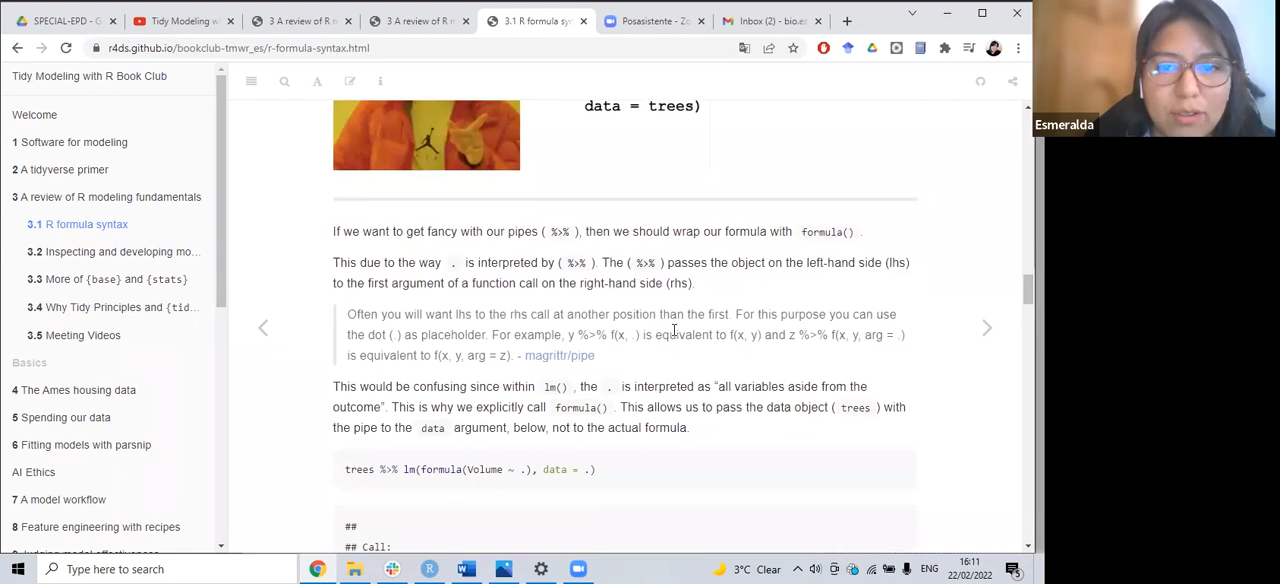 SPECIAL-EPD - G
Tidy Modeling w
3 A review of R m
3 A review of R m
3.1 R formula syn
Posasistente - Zo
Inbox (2) - bio.es
r4ds.github.io/bookclub-tmwr_es/r-formula-syntax.html
Tidy Modeling with R Book Club
Welcome
1 Software for modeling
2 A tidyverse primer
3 A review of R modeling fundamentals
3.1 R formula syntax
3.2 Inspecting and developing mo...
3.3 More of {base} and {stats}
3.4 Why Tidy Principles and {tid...
3.5 Meeting Videos
Basics
4 The Ames housing data
5 Spending our data
6 Fitting models with parsnip
AI Ethics
7 A model workflow
8 Feature engineering with recipes
9 Judging model effectiveness
data = trees)
If we want to get fancy with our pipes ( %>% ), then we should wrap our formula with formula() .
This due to the way . is interpreted by ( %>% ). The ( %>% ) passes the object on the left-hand side (lhs)
to the first argument of a function call on the right-hand side (rhs).
Often you will want lhs to the rhs call at another position than the first. For this purpose you can use
the dot (.) as placeholder. For example, y %>% f(x, .) is equivalent to f(x, y) and z %>% f(x, y, arg = .)
is equivalent to f(x, y, arg = z). - magrittr/pipe
This would be confusing since within lm() , the . is interpreted as “all variables aside from the
outcome”. This is why we explicitly call formula() . This allows us to pass the data object ( trees ) with
the pipe to the data argument, below, not to the actual formula.
trees %>% lm(formula(Volume ~ .), data = .)
##
## Call:
Esmeralda
Type here to search
3°C Clear
ENG
16:11
22/02/2022
5